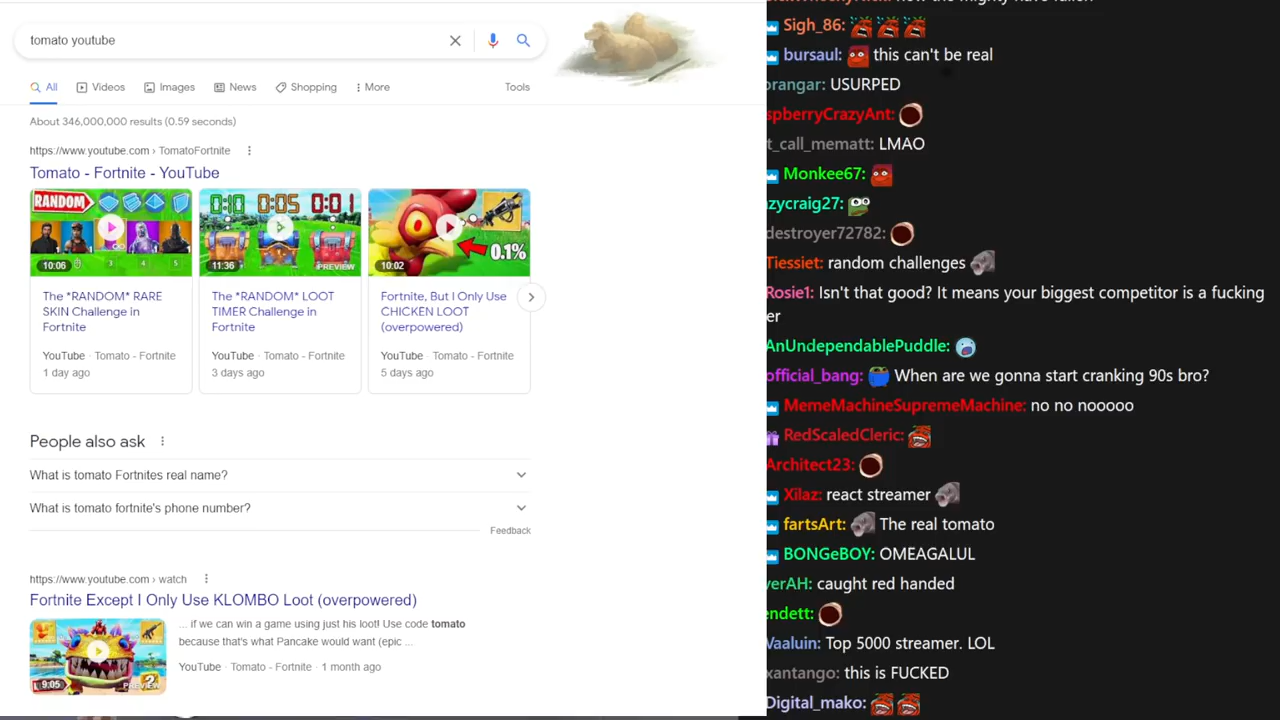 tomato youtube
All
Videos
Images
News
Shopping
More
Tools
About 346,000,000 results (0.59 seconds)
https://www.youtube.com › TomatoFortnite
Tomato - Fortnite - YouTube
RANDOM
10:06
0:10 0:05 0:01
11:36
PREVIEW
0.1%
10:02
The *RANDOM* RARE
SKIN Challenge in
Fortnite
YouTube · Tomato - Fortnite
1 day ago
The *RANDOM* LOOT
TIMER Challenge in
Fortnite
YouTube · Tomato - Fortnite
3 days ago
Fortnite, But I Only Use
CHICKEN LOOT
(overpowered)
YouTube · Tomato - Fortnite
5 days ago
People also ask
What is tomato Fortnites real name?
What is tomato fortnite's phone number?
Feedback
https://www.youtube.com › watch
Fortnite Except I Only Use KLOMBO Loot (overpowered)
... if we can win a game using just his loot! Use code tomato
because that's what Pancake would want (epic ...
YouTube · Tomato - Fortnite · 1 month ago
9:05
PREVIEW
Sigh_86:
bursaul: this can't be real
orangar: USURPED
spberryCrazyAnt:
t_call_mematt: LMAO
Monkee67:
zycraig27:
destroyer72782:
Tiessiet: random challenges
Rosie1: Isn't that good? It means your biggest competitor is a fucking
er
AnUndependablePuddle:
official_bang: When are we gonna start cranking 90s bro?
MemeMachineSupremeMachine: no no nooooo
RedScaledCleric:
Architect23:
Xilaz: react streamer
fartsArt: The real tomato
BONGeBOY: OMEAGALUL
verAH: caught red handed
endett:
Vaaluin: Top 5000 streamer. LOL
xantango: this is FUCKED
Digital_mako: